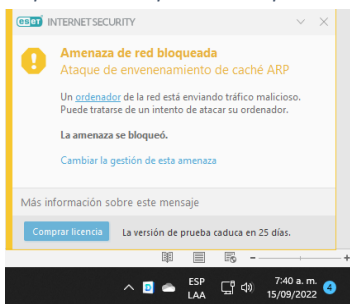 eset INTERNET SECURITY
Amenaza de red bloqueada
Ataque de envenenamiento de caché ARP
Un ordenador de la red está enviando tráfico malicioso.
Puede tratarse de un intento de atacar su ordenador.
La amenaza se bloqueó.
Cambiar la gestión de esta amenaza
Más información sobre este mensaje
Comprar licencia La versión de prueba caduca en 25 días.
ESP 7:40 a. m.
LAA 15/09/2022 4